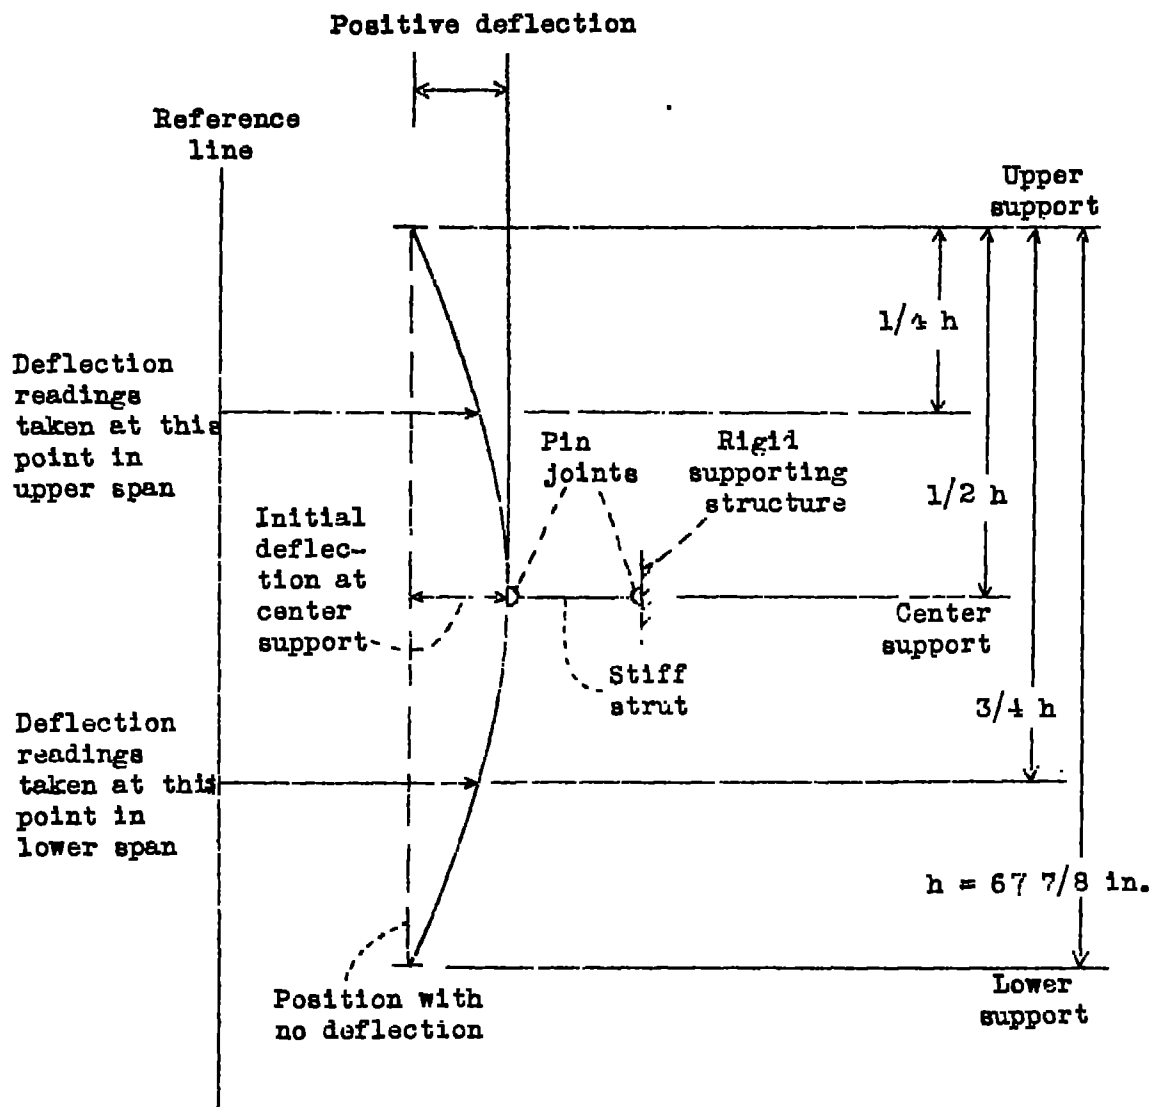 Positive deflection
Reference
line
Upper
support
1/4 h
Deflection
readings
taken at this
point in
upper span
Pin
joints
Rigid
supporting
structure
1/2 h
Initial
deflec-
tion at
center
support
Center
support
Stiff
strut
3/4 h
Deflection
readings
taken at this
point in
lower span
h = 67 7/8 in.
Position with
no deflection
Lower
support